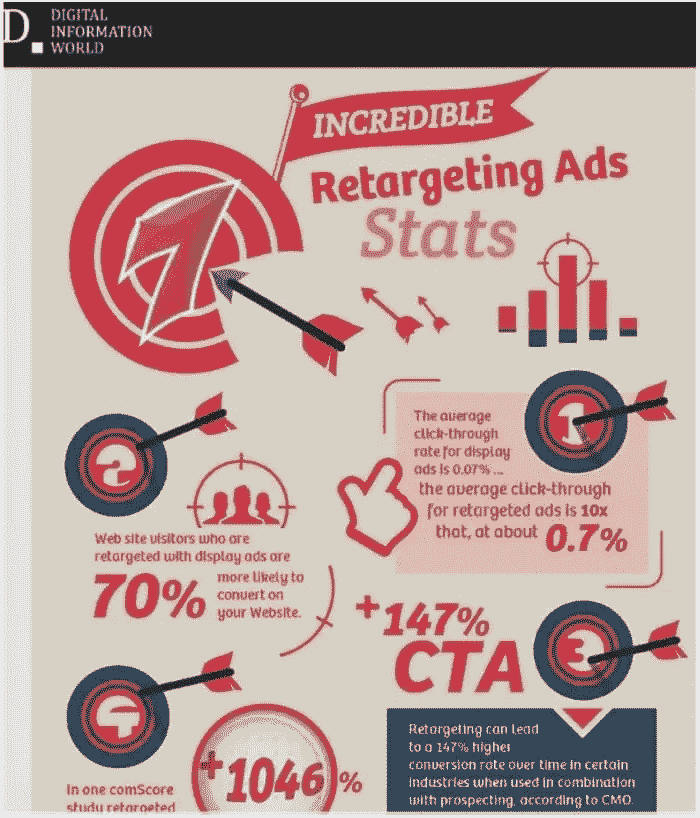 D.
DIGITAL
INFORMATION
WORLD
INCREDIBLE
Retargeting Ads
Stats
7
1
The average
click-through
rate for display
ads is 0.07% ...
the average click-through
for retargeted ads is 10x
that, at about 0.7%
2
Web site visitors who are
retargeted with display ads are
70%
more likely to
convert on
your Website.
3
+147%
CTA
Retargeting can lead
to a 147% higher
conversion rate over time in certain
industries when used in combination
with prospecting, according to CMO.
4
+1046%
In one comScore
study retargeted